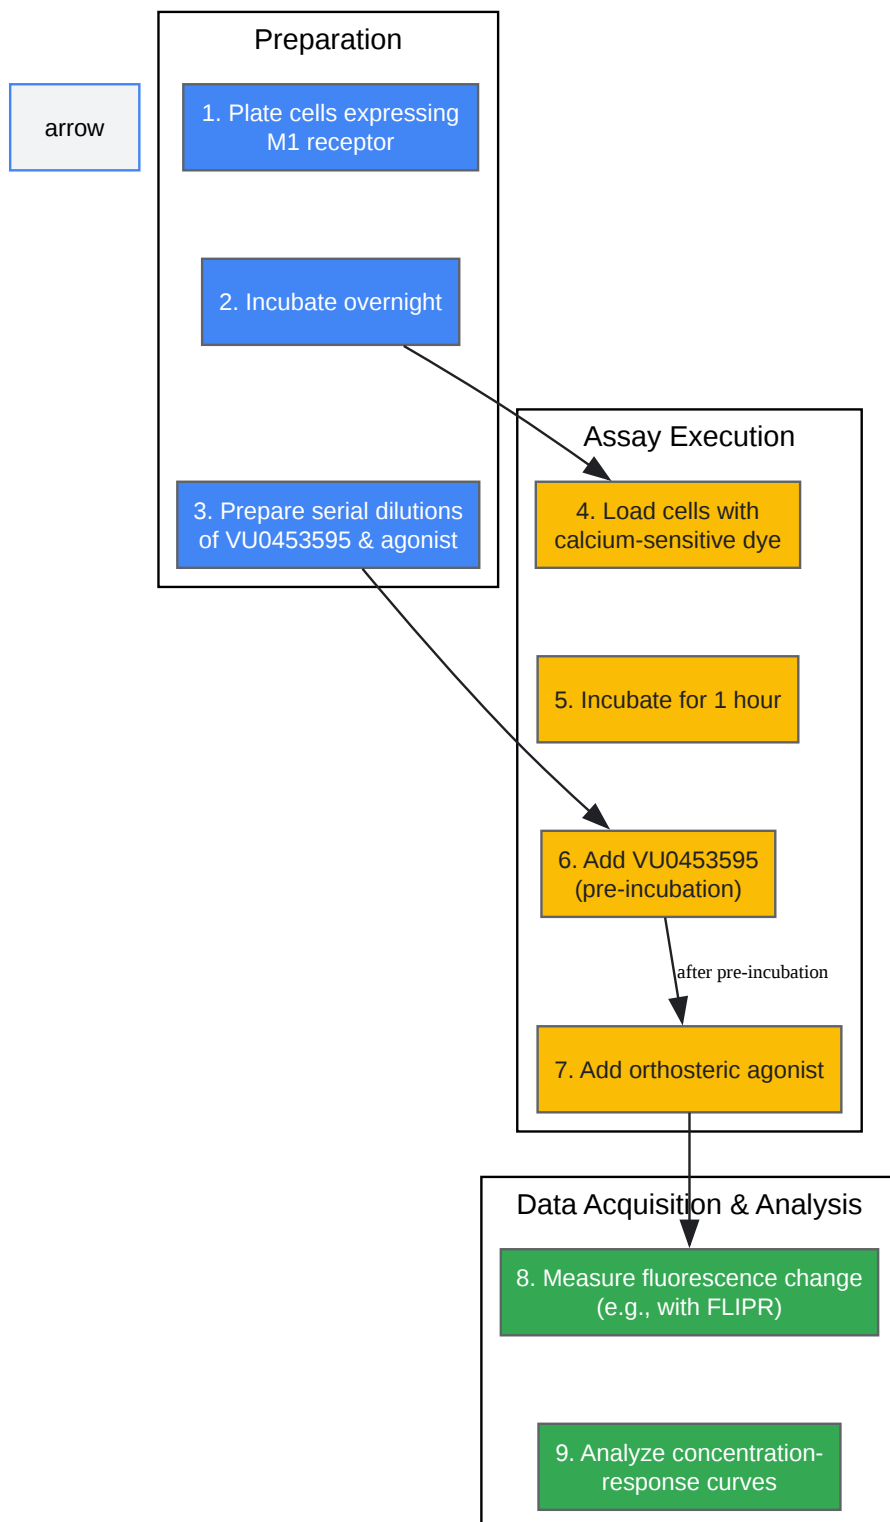 Preparation
arrow
1. Plate cells expressing
M1 receptor
2. Incubate overnight
3. Prepare serial dilutions
of VU0453595 & agonist
Assay Execution
4. Load cells with
calcium-sensitive dye
5. Incubate for 1 hour
6. Add VU0453595
(pre-incubation)
after pre-incubation
7. Add orthosteric agonist
Data Acquisition & Analysis
8. Measure fluorescence change
(e.g., with FLIPR)
9. Analyze concentration-
response curves